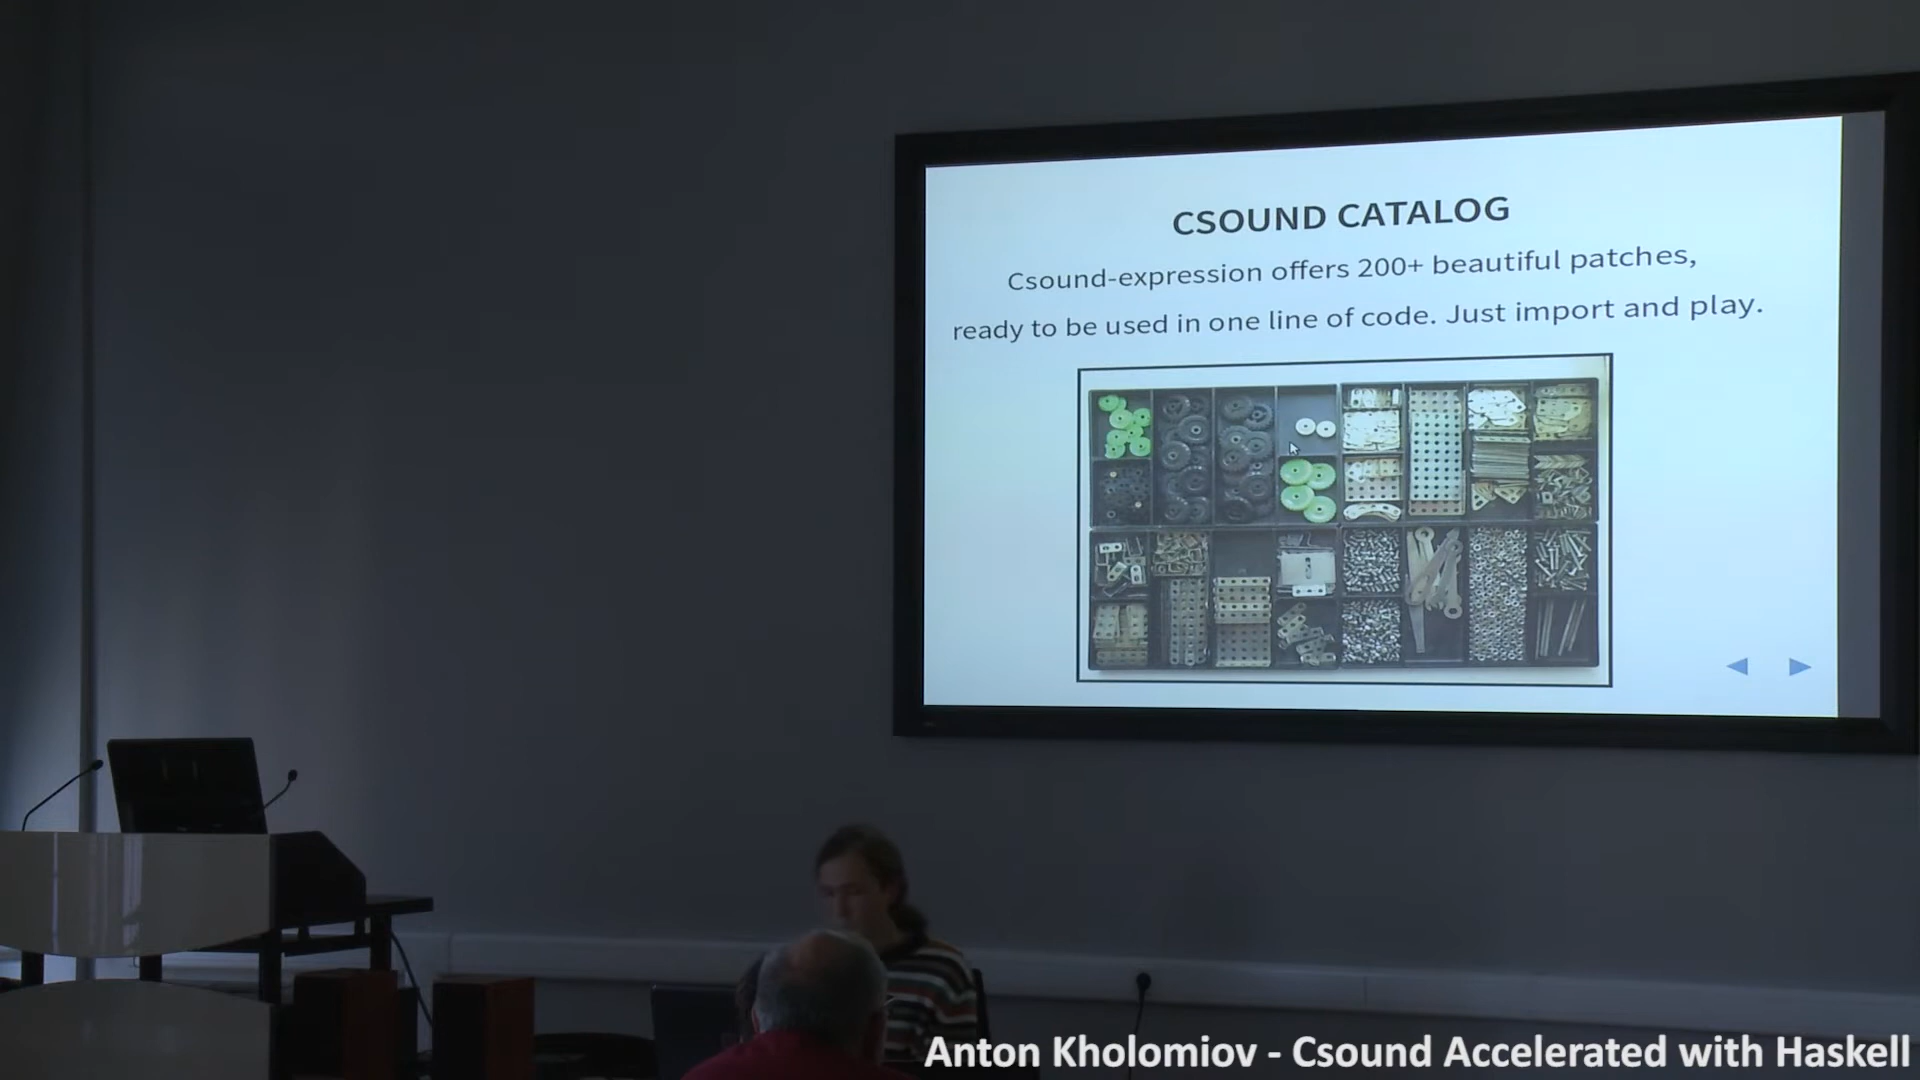 CSOUND CATALOG
Csound-expression offers 200+ beautiful patches,
ready to be used in one line of code. Just import and play.
Anton Kholomiov - Csound Accelerated with Haskell